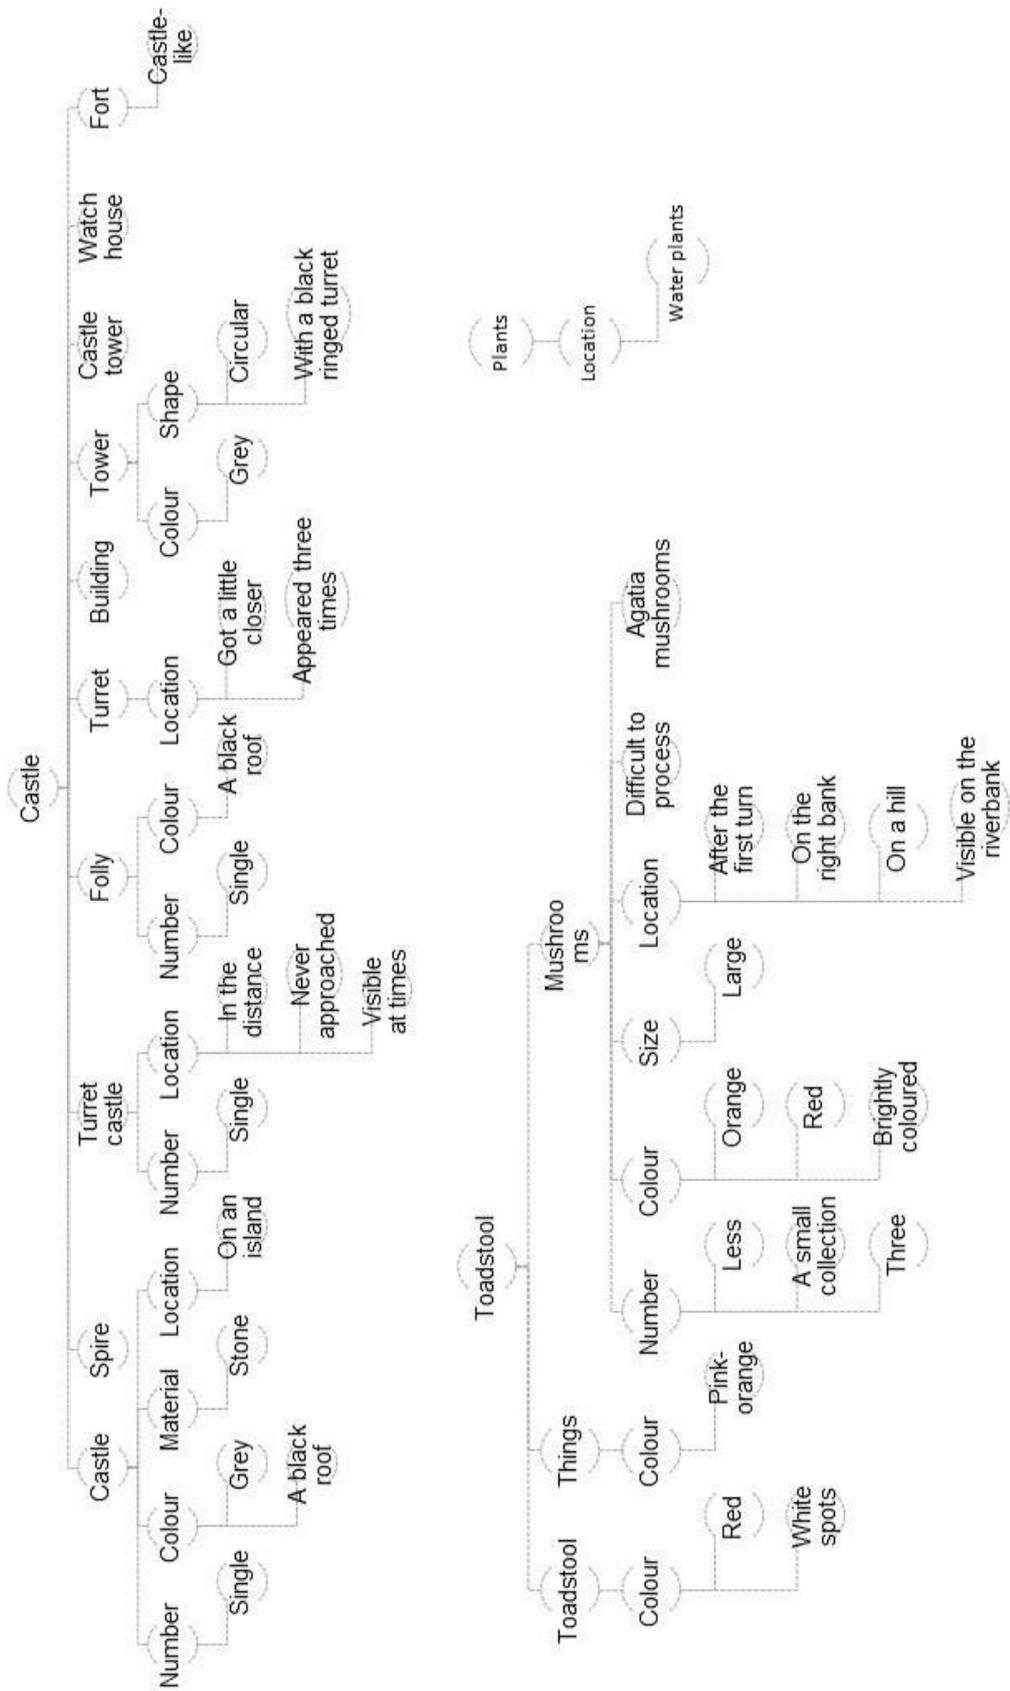 Castle
Castle
Spire
Turret
castle
Folly
Turret
Building
Tower
Castle
tower
Watch
house
Fort
Number
Colour
Material
Location
Number
Location
Number
Colour
Location
Colour
Shape
Castle-
like
Single
Grey
Stone
On an
island
Single
In the
distance
Single
A black
roof
Got a little
closer
Grey
Circular
A black
roof
Never
approached
Appeared three
times
With a black
ringed turret
Visible
at times
Toadstool
Toadstool
Things
Mushroo
ms
Colour
Colour
Number
Colour
Size
Location
Difficult to
process
Agatia
mushrooms
Red
Pink-
orange
Less
Orange
Large
After the
first turn
White
spots
A small
collection
Red
On the
right bank
Three
Brightly
coloured
On a hill
Visible on the
riverbank
Plants
Location
Water plants